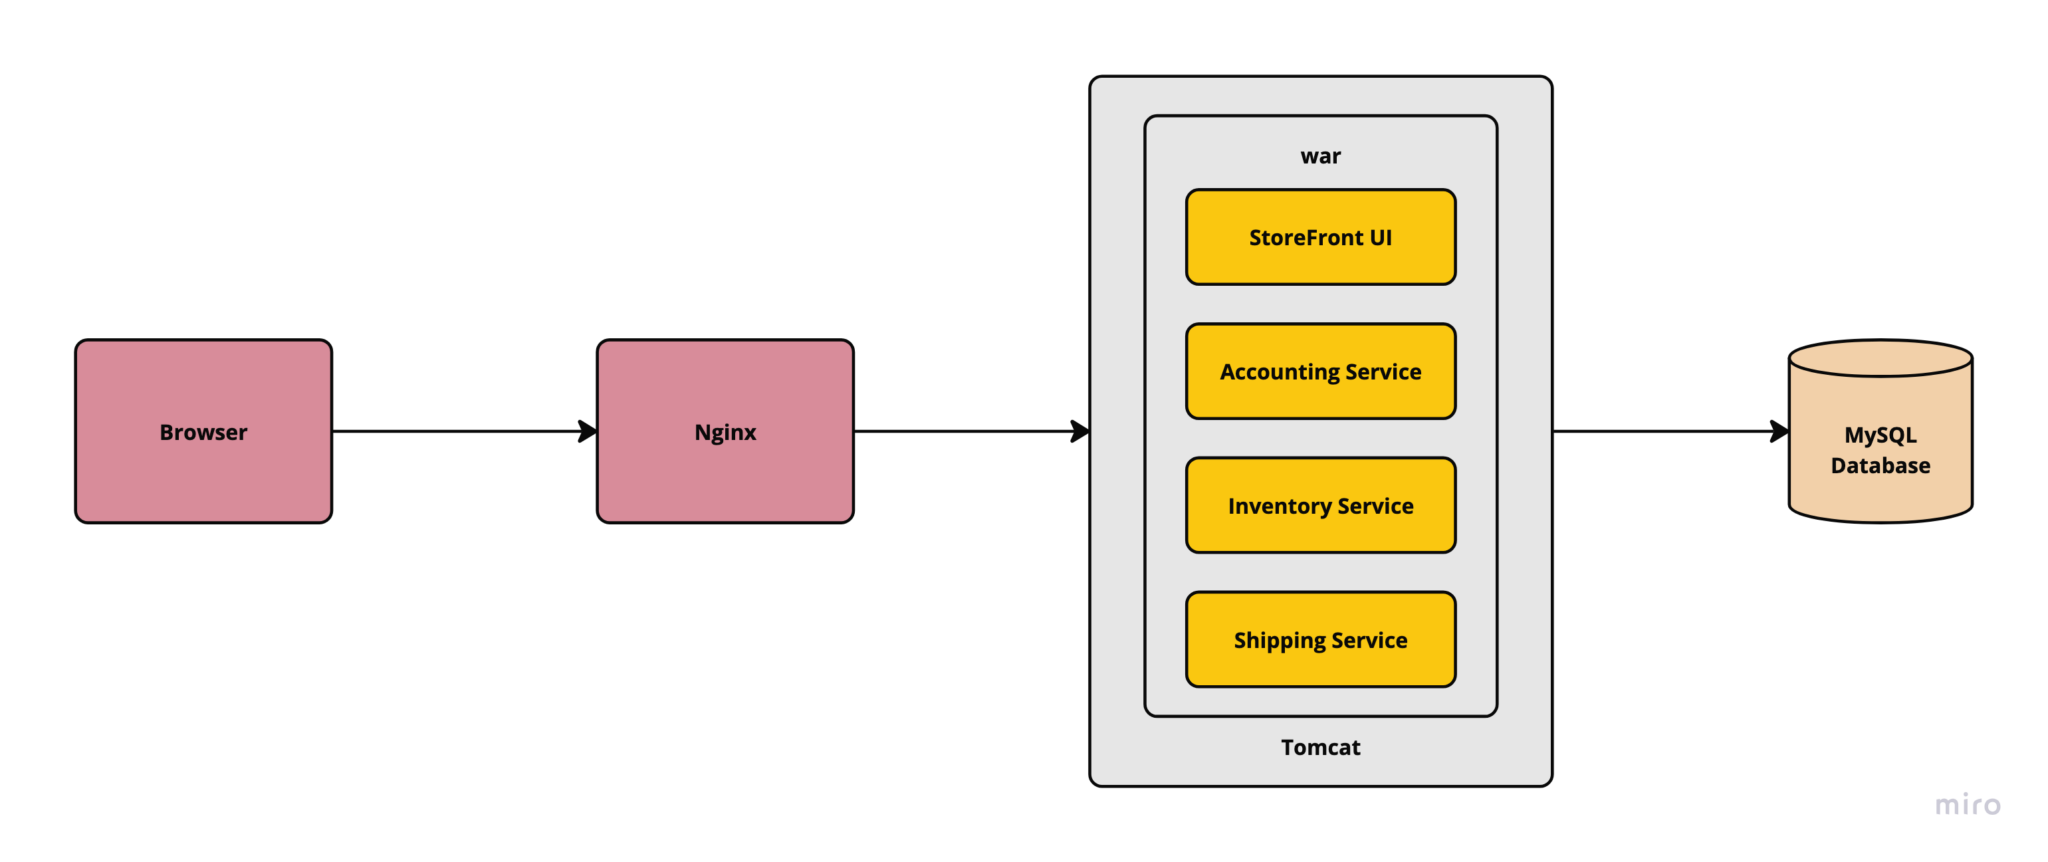 Browser
Nginx
war
StoreFront UI
Accounting Service
Inventory Service
Shipping Service
Tomcat
MySQL
Database
miro